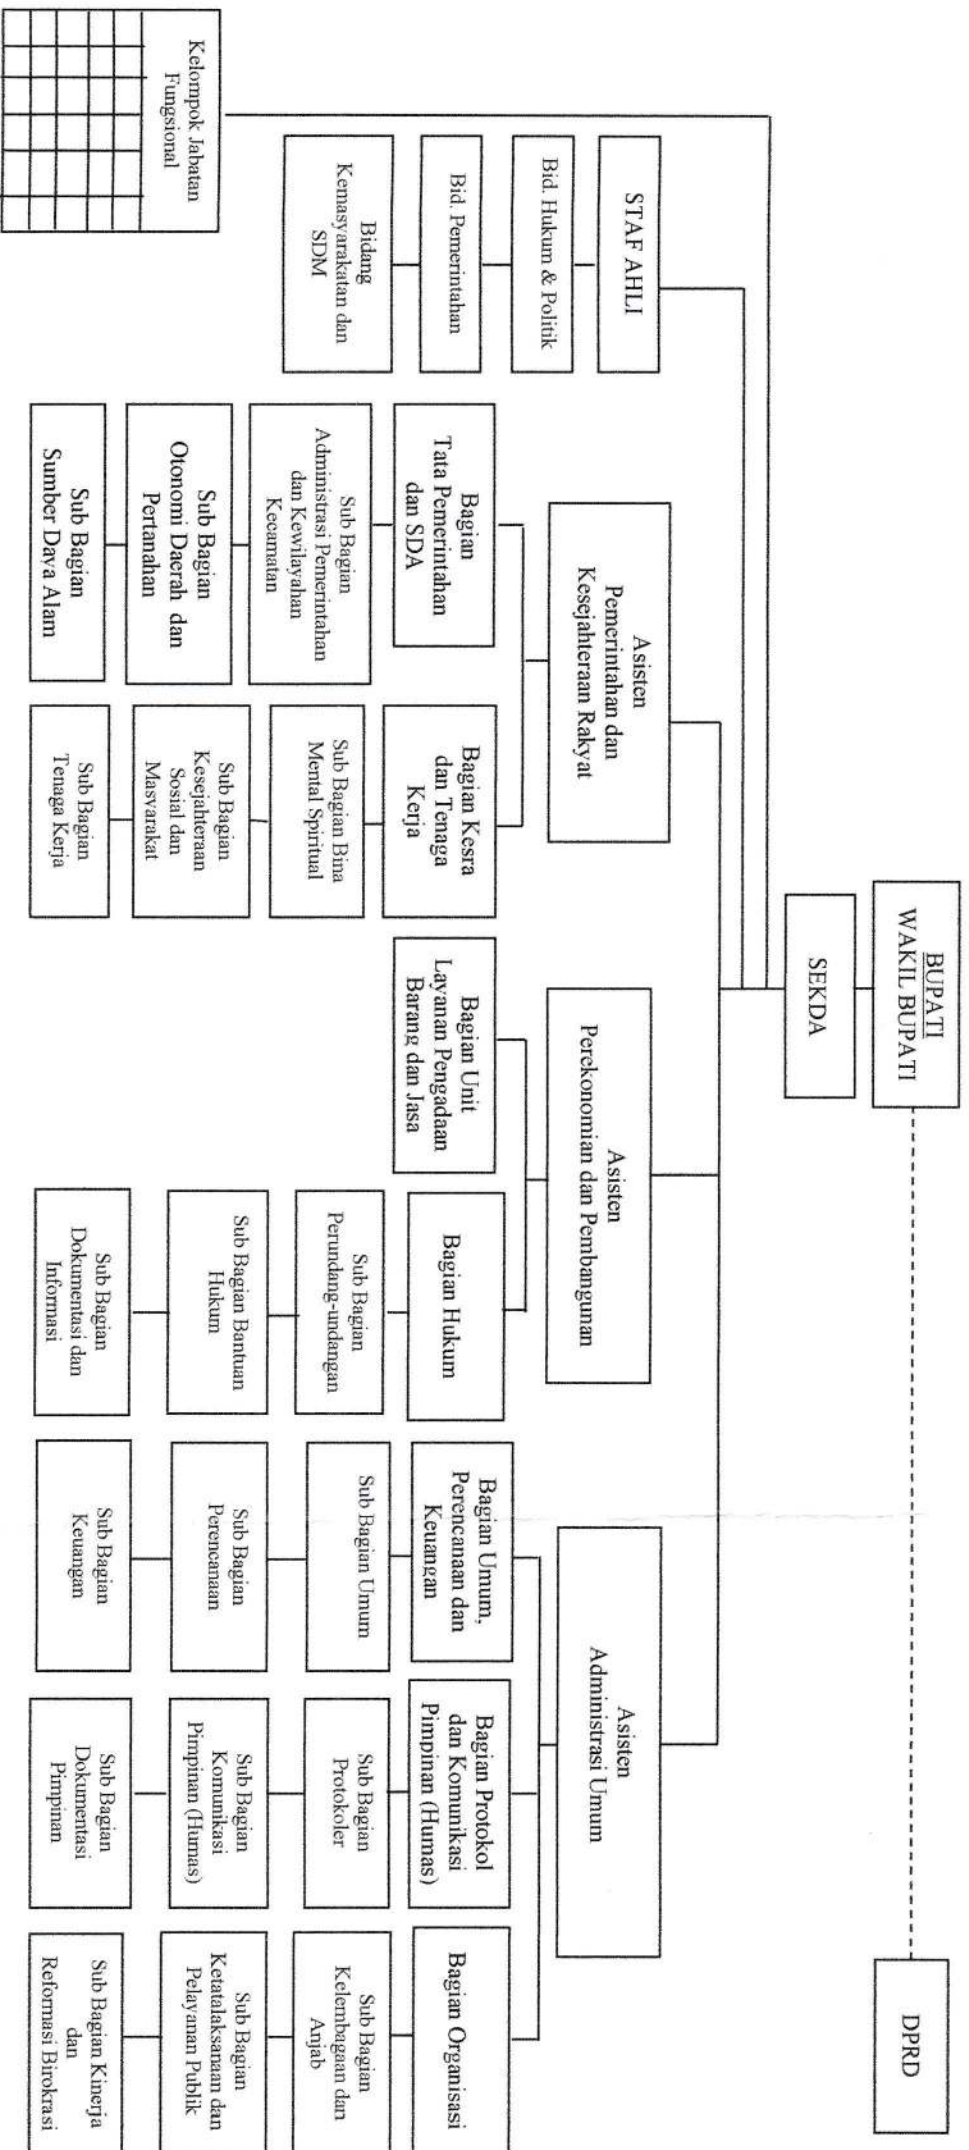 BUPATI
WAKIL BUPATI
DPRD
SEKDA
STAF AHLI
Bid. Hukum & Politik
Bid. Pemerintahan
Bidang
Kemasyarakatan dan
SDM
Kelompok Jabatan
Fungsional
Asisten
Pemerintahan dan
Kesejahteraan Rakyat
Bagian
Tata Pemerintahan
dan SDA
Sub Bagian
Administrasi Pemerintahan
dan Kewilayahan
Kecamatan
Sub Bagian
Otonomi Daerah dan
Pertanahan
Sub Bagian
Sumber Daya Alam
Bagian Kesra
dan Tenaga
Kerja
Sub Bagian Bina
Mental Spiritual
Sub Bagian
Kesejahteraan
Sosial dan
Masyarakat
Sub Bagian
Tenaga Kerja
Asisten
Perekonomian dan Pembangunan
Bagian Unit
Layanan Pengadaan
Barang dan Jasa
Bagian Hukum
Sub Bagian
Perundang-undangan
Sub Bagian Bantuan
Hukum
Sub Bagian
Dokumentasi dan
Informasi
Asisten
Administrasi Umum
Bagian Umum,
Perencanaan dan
Keuangan
Sub Bagian Umum
Sub Bagian
Perencanaan
Sub Bagian
Keuangan
Bagian Protokol
dan Komunikasi
Pimpinan (Humas)
Sub Bagian
Protokoler
Sub Bagian
Komunikasi
Pimpinan (Humas)
Sub Bagian
Dokumentasi
Pimpinan
Bagian Organisasi
Sub Bagian
Kelembagaan dan
Anjab
Sub Bagian
Ketatalaksanaan dan
Pelayanan Publik
Sub Bagian Kinerja
dan
Reformasi Birokrasi